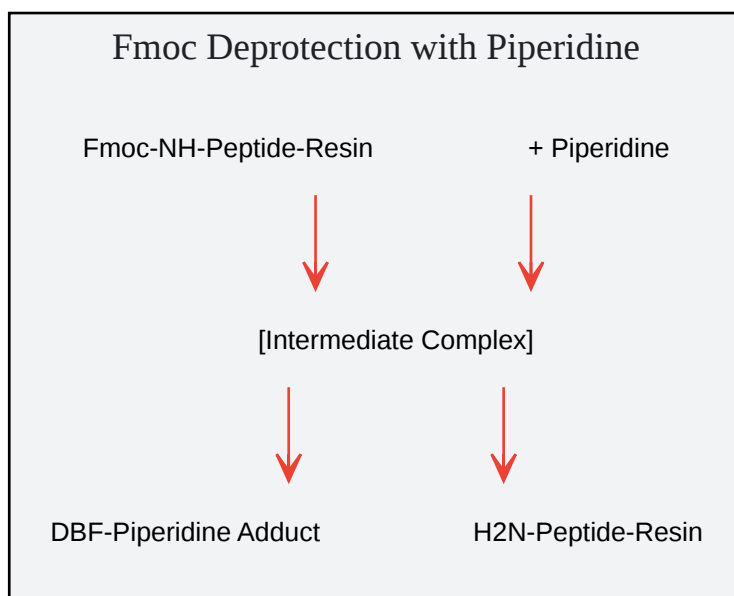 Fmoc Deprotection with Piperidine
Fmoc-NH-Peptide-Resin + Piperidine
[Intermediate Complex]
DBF-Piperidine Adduct H2N-Peptide-Resin